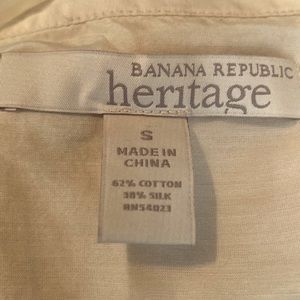 BANANA REPUBLIC
heritage
S
MADE IN
CHINA
62% COTTON
38% SILK
RN54023